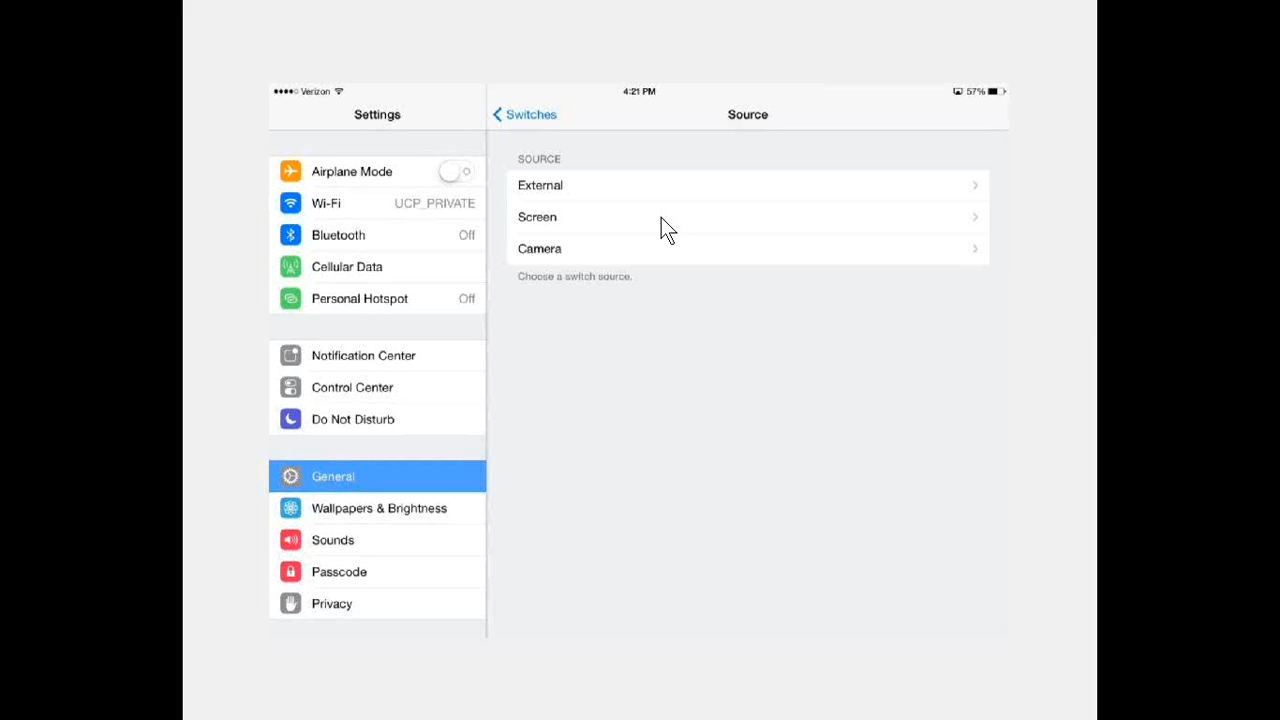 Verizon 4:21 PM 57%
Settings
Switches Source
Airplane Mode
Wi-Fi UCP_PRIVATE
Bluetooth Off
Cellular Data
Personal Hotspot Off
Notification Center
Control Center
Do Not Disturb
General
Wallpapers & Brightness
Sounds
Passcode
Privacy
SOURCE
External
Screen
Camera
Choose a switch source.